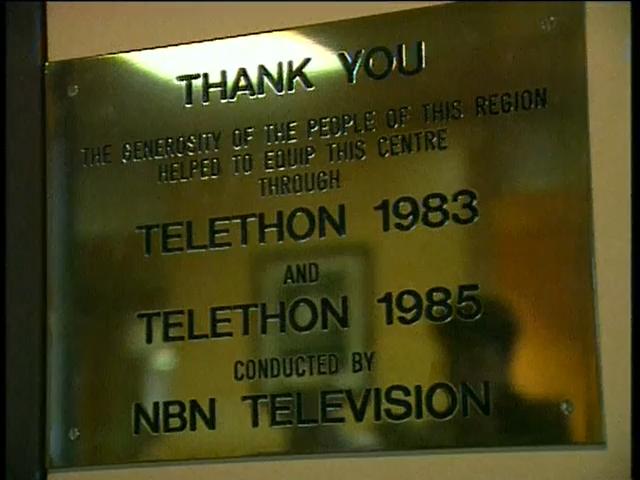 THANK YOU
THE GENEROSITY OF THE PEOPLE OF THIS REGION
HELPED TO EQUIP THIS CENTRE
THROUGH
TELETHON 1983
AND
TELETHON 1985
CONDUCTED BY
NBN TELEVISION